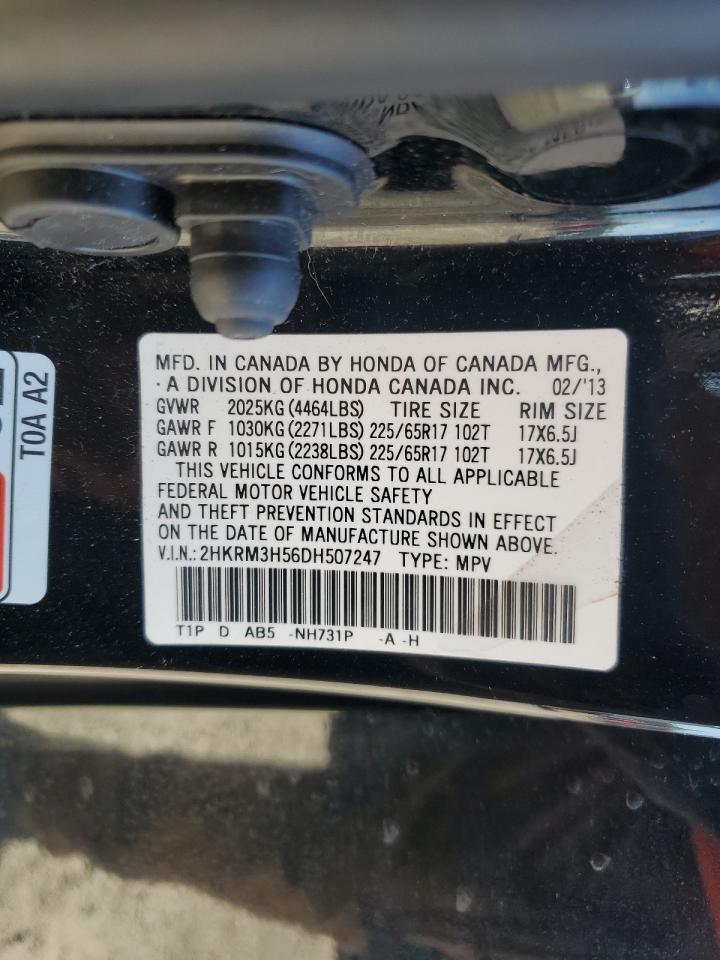 MFD. IN CANADA BY HONDA OF CANADA MFG.,
A DIVISION OF HONDA CANADA INC. 02/'13
GVWR 2025KG (4464LBS) TIRE SIZE RIM SIZE
GAWR F 1030KG (2271LBS) 225/65R17 102T 17X6.5J
GAWR R 1015KG (2238LBS) 225/65R17 102T 17X6.5J
THIS VEHICLE CONFORMS TO ALL APPLICABLE
FEDERAL MOTOR VEHICLE SAFETY
AND THEFT PREVENTION STANDARDS IN EFFECT
ON THE DATE OF MANUFACTURE SHOWN ABOVE.
V.I.N.: 2HKRM3H56DH507247 TYPE: MPV
T1P D AB5 -NH731P -A -H
TOA A2